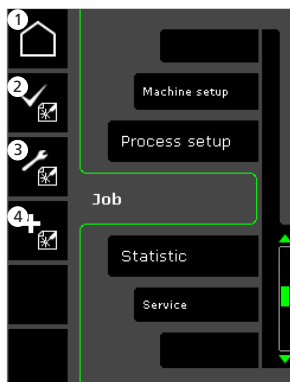 1
2
3
4
Machine setup
Process setup
Job
Statistic
Service